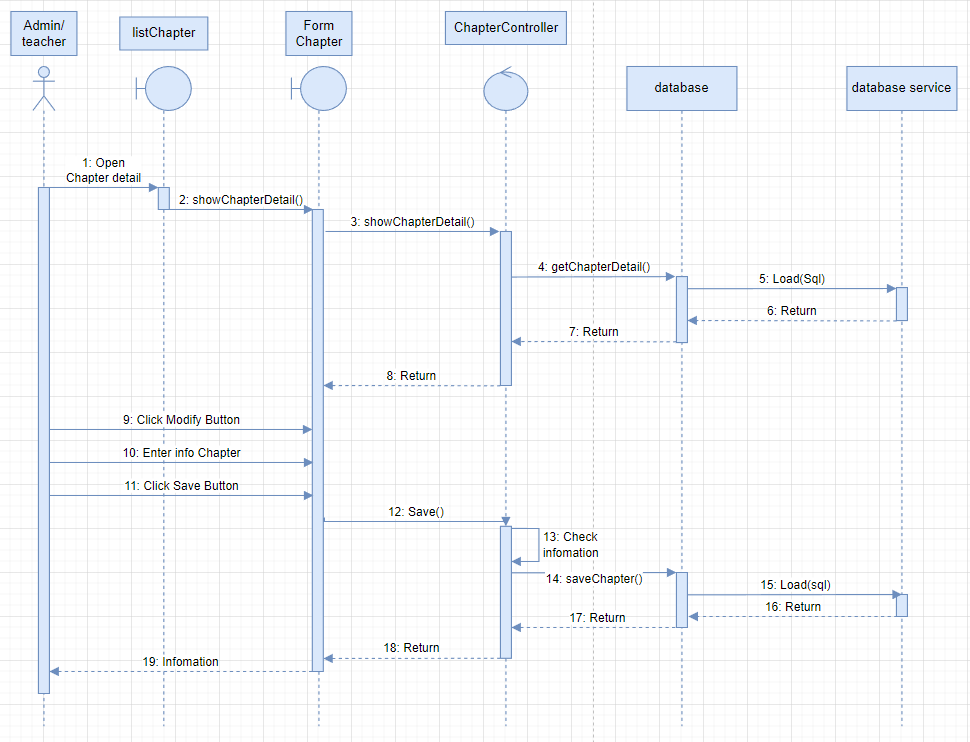 Admin/
teacher
listChapter
Form
Chapter
ChapterController
database
database service
1: Open
Chapter detail
2: showChapterDetail()
3: showChapterDetail()
4: getChapterDetail()
5: Load(Sql)
6: Return
7: Return
8: Return
9: Click Modify Button
10: Enter info Chapter
11: Click Save Button
12: Save()
13: Check
infomation
14: saveChapter()
15: Load(sql)
16: Return
17: Return
18: Return
19: Infomation